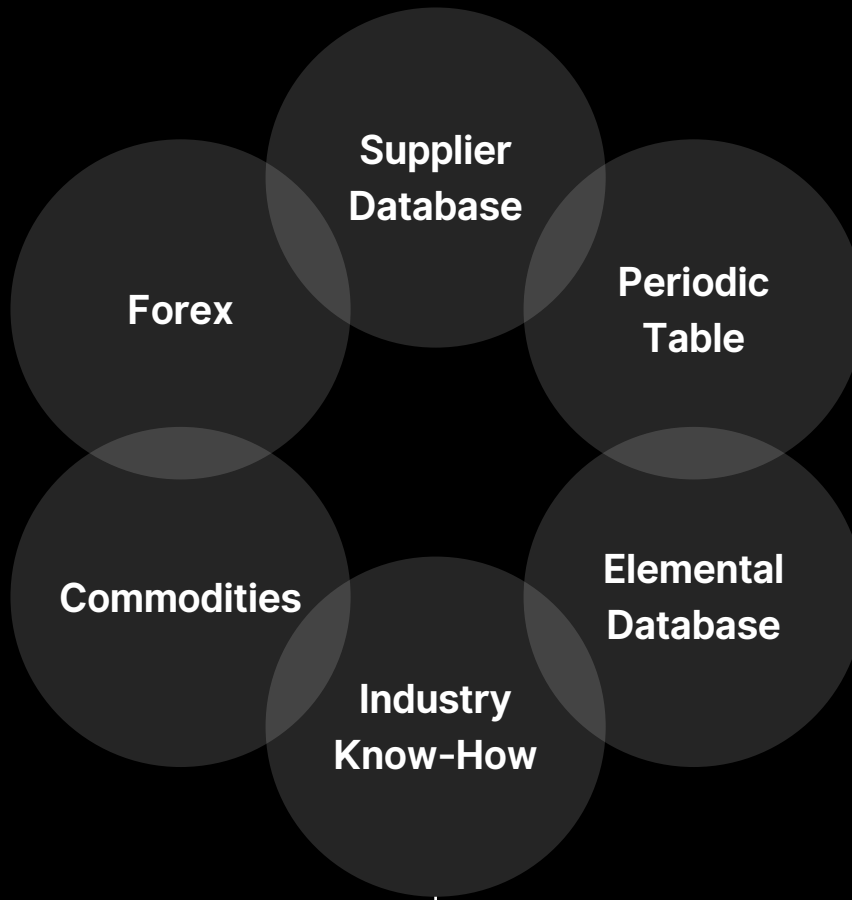 Supplier
Database
Forex
Periodic
Table
Commodities
Elemental
Database
Industry
Know-How